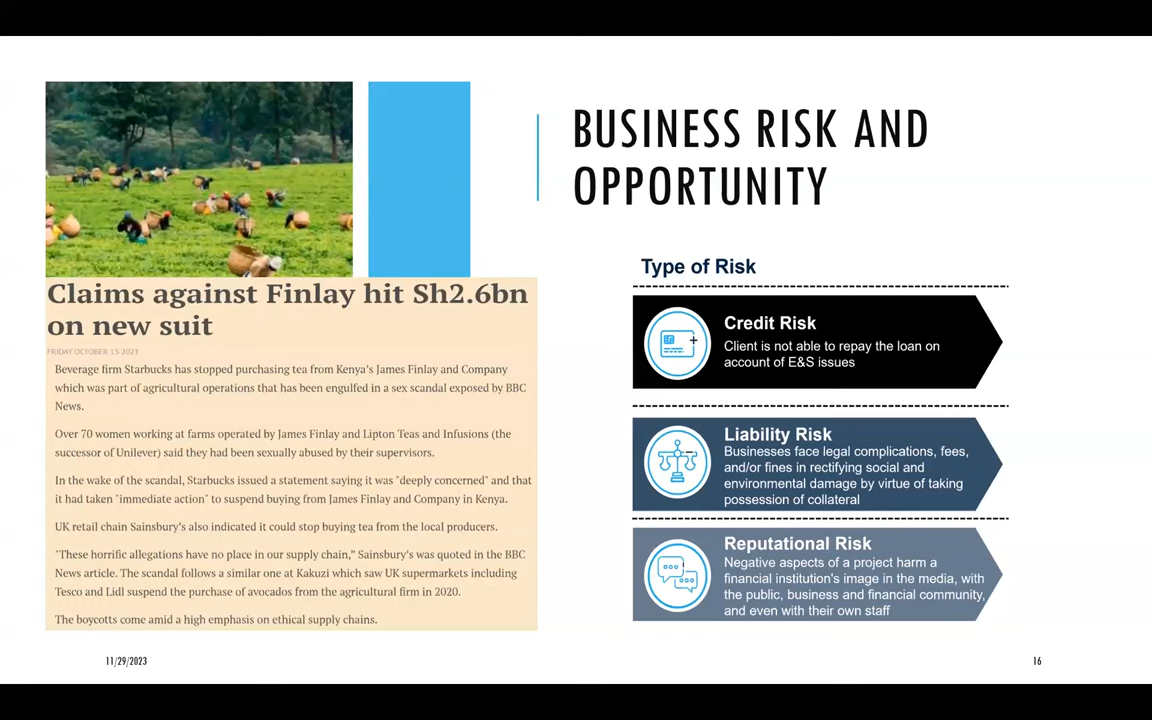 BUSINESS RISK AND
OPPORTUNITY
Claims against Finlay hit Sh2.6bn
on new suit
FRIDAY OCTOBER 15 2021
Beverage firm Starbucks has stopped purchasing tea from Kenya's James Finlay and Company
which was part of agricultural operations that has been engulfed in a sex scandal exposed by BBC
News.
Over 70 women working at farms operated by James Finlay and Lipton Teas and Infusions (the
successor of Unilever) said they had been sexually abused by their supervisors.
In the wake of the scandal, Starbucks issued a statement saying it was "deeply concerned" and that
it had taken "immediate action" to suspend buying from James Finlay and Company in Kenya.
UK retail chain Sainsbury's also indicated it could stop buying tea from the local producers.
"These horrific allegations have no place in our supply chain," Sainsbury's was quoted in the BBC
News article. The scandal follows a similar one at Kakuzi which saw UK supermarkets including
Tesco and Lidl suspend the purchase of avocados from the agricultural firm in 2020.
The boycotts come amid a high emphasis on ethical supply chains.
Type of Risk
Credit Risk
Client is not able to repay the loan on
account of E&S issues
Liability Risk
Businesses face legal complications, fees,
and/or fines in rectifying social and
environmental damage by virtue of taking
possession of collateral
Reputational Risk
Negative aspects of a project harm a
financial institution's image in the media, with
the public, business and financial community,
and even with their own staff
11/29/2023
16